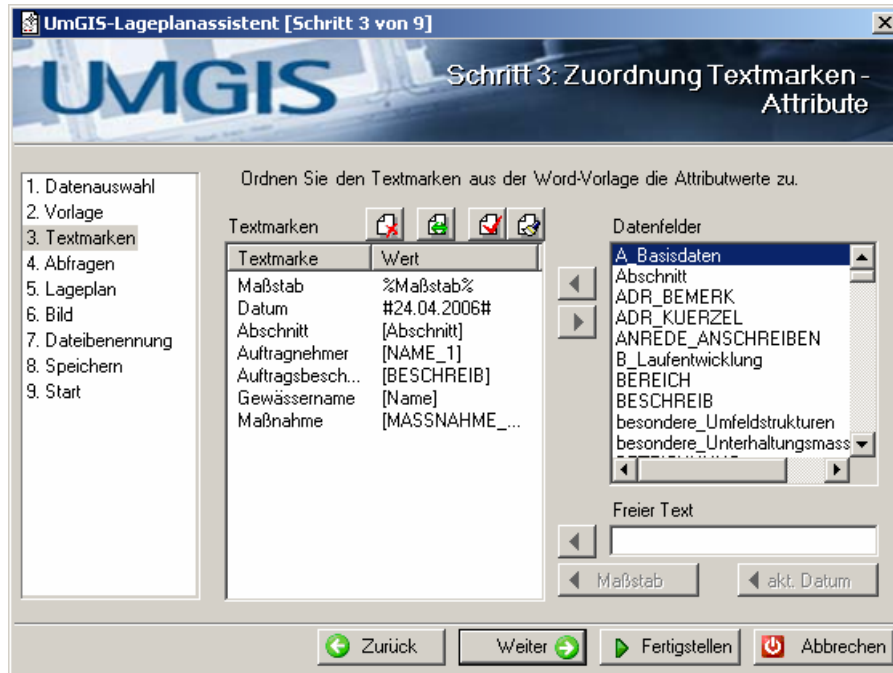 UmGIS-Lageplanassistent [Schritt 3 von 9]
UMGIS
Schritt 3: Zuordnung Textmarken -
Attribute
1. Datenauswahl
2. Vorlage
3. Textmarken
4. Abfragen
5. Lageplan
6. Bild
7. Dateibenennung
8. Speichern
9. Start
Ordnen Sie den Textmarken aus der Word-Vorlage die Attributwerte zu.
Textmarken
Textmarke Wert
Maßstab %Maßstab%
Datum #24.04.2006#
Abschnitt [Abschnitt]
Auftragnehmer [NAME_1]
Auftragsbesch... [BESCHREIB]
Gewässername [Name]
Maßnahme [MASSNAHME_...
Datenfelder
A_Basisdaten
Abschnitt
ADR_BEMERK
ADR_KUERZEL
ANREDE_ANSCHREIBEN
B_Laufentwicklung
BEREICH
BESCHREIB
besondere_Umfeldstrukturen
besondere_Unterhaltungsmass
Freier Text
Maßstab
akt. Datum
Zurück
Weiter
Fertigstellen
Abbrechen